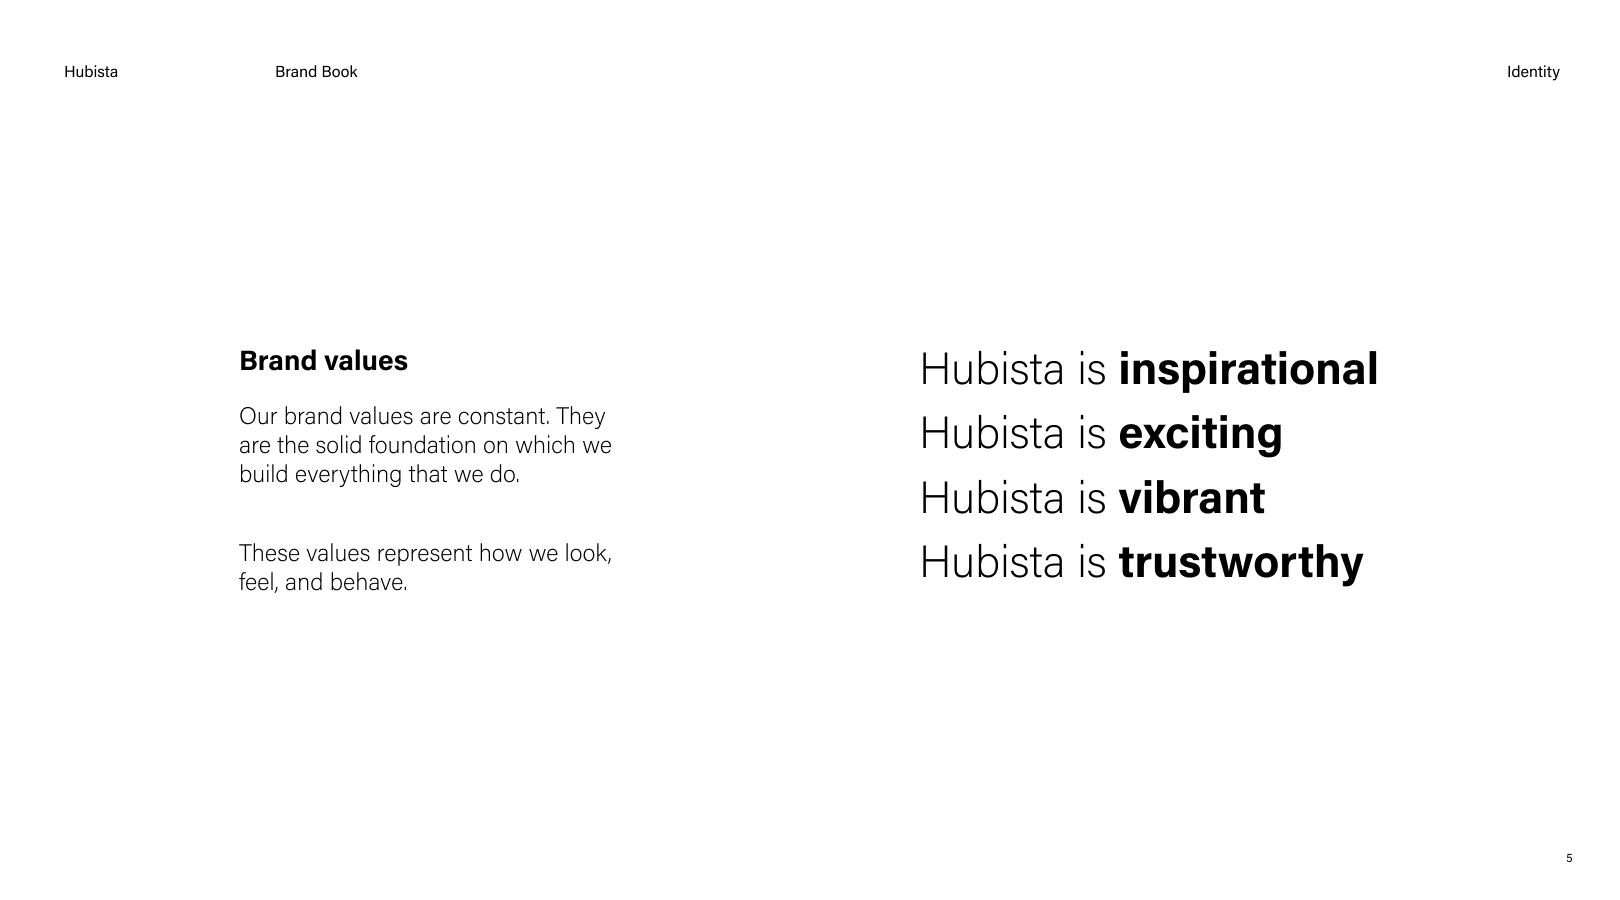 Hubista
Brand Book
Identity
Brand values
Our brand values are constant. They
are the solid foundation on which we
build everything that we do.
These values represent how we look,
feel, and behave.
Hubista is inspirational
Hubista is exciting
Hubista is vibrant
Hubista is trustworthy
5